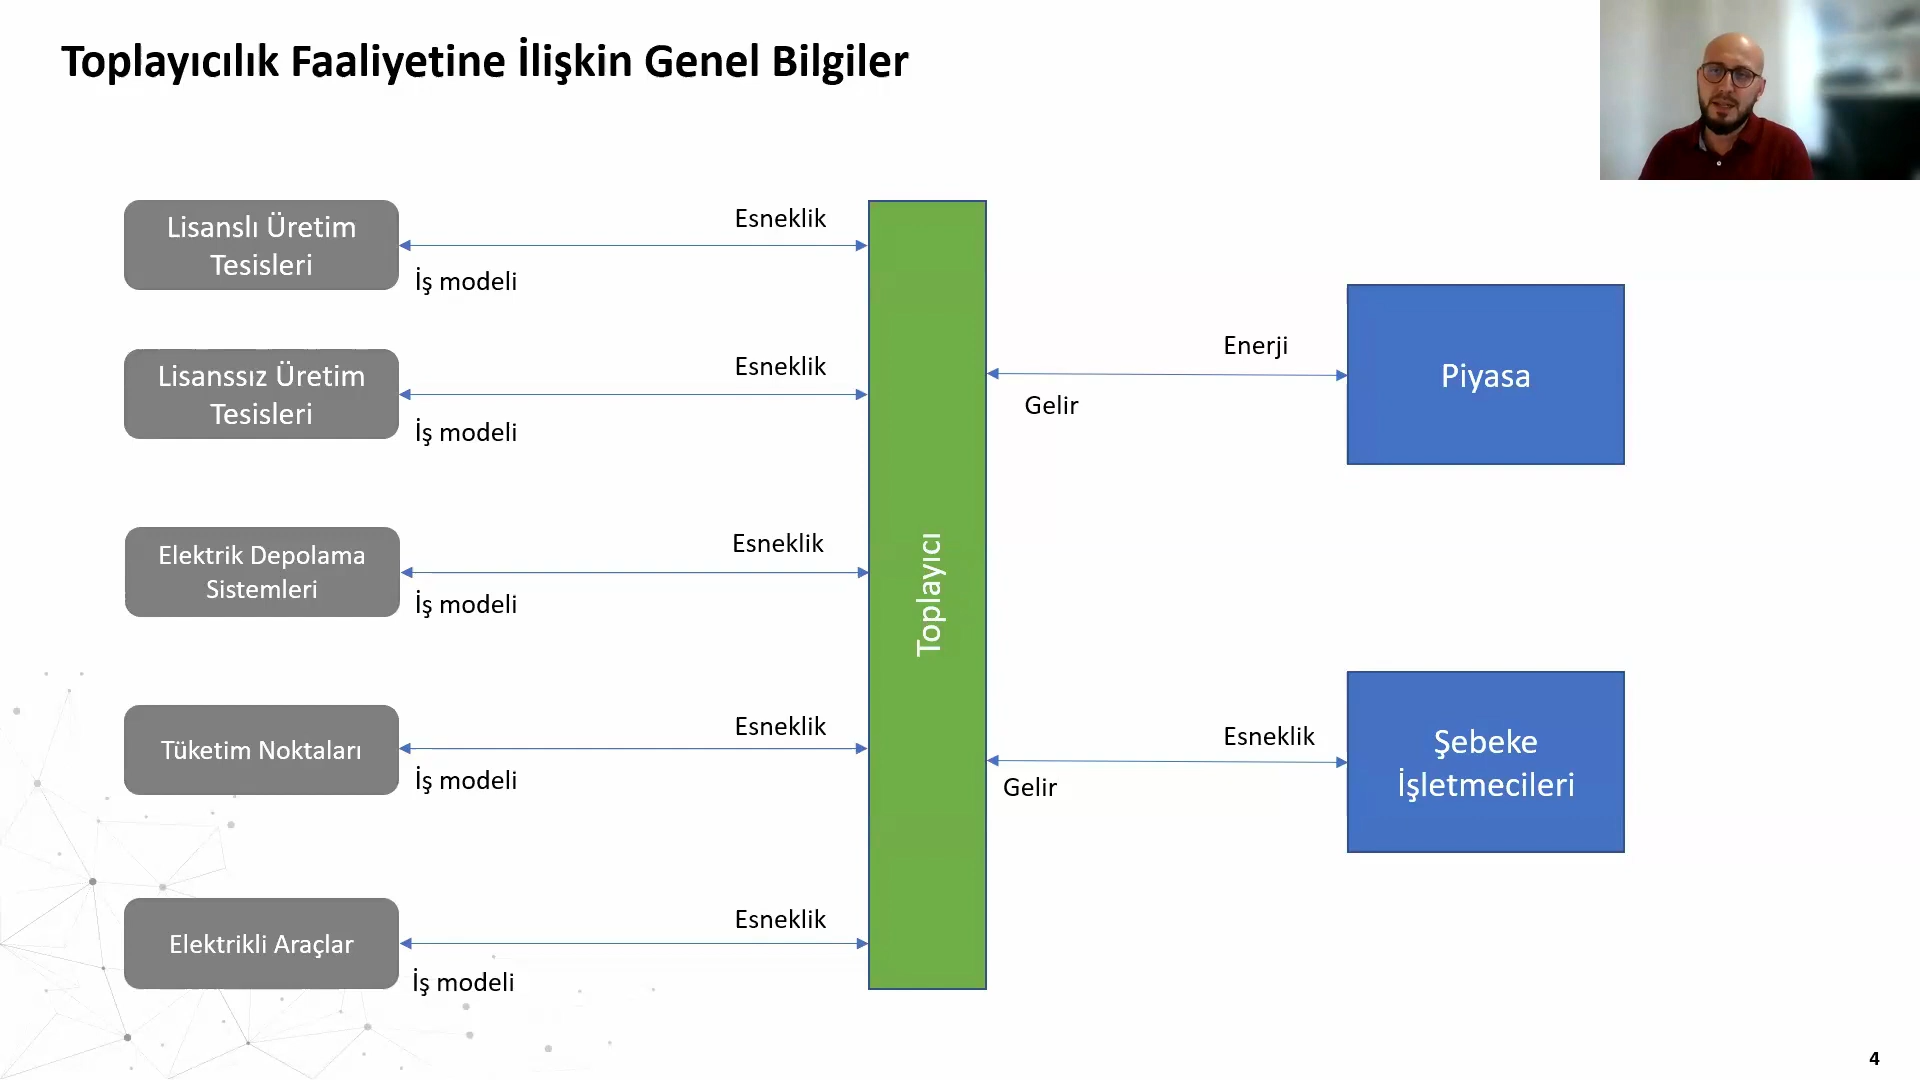 Toplayıcılık Faaliyetine İlişkin Genel Bilgiler
Lisanslı Üretim
Tesisleri
Esneklik
İş modeli
Lisanssız Üretim
Tesisleri
Esneklik
İş modeli
Elektrik Depolama
Sistemleri
Esneklik
İş modeli
Tüketim Noktaları
Esneklik
İş modeli
Elektrikli Araçlar
Esneklik
İş modeli
Toplayıcı
Enerji
Gelir
Piyasa
Esneklik
Gelir
Şebeke
İşletmecileri
4